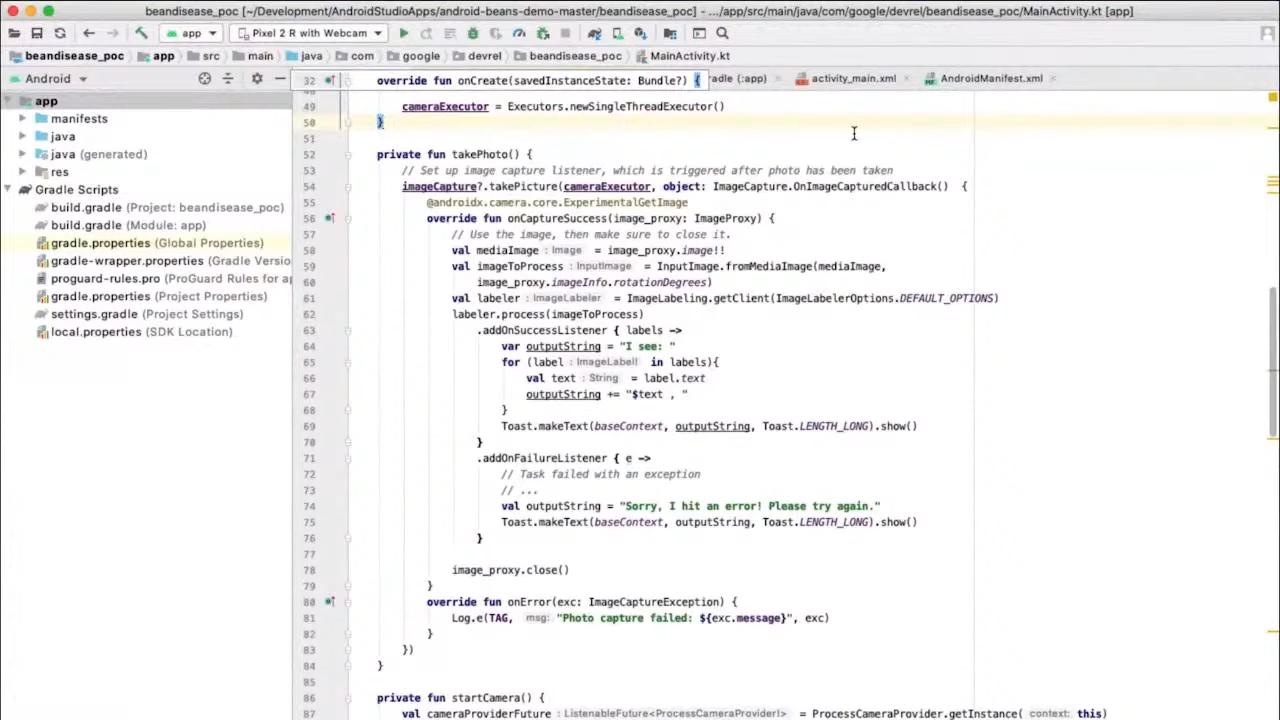 beandisease_poc [~/Development/AndroidStudioApps/android-beans-demo-master/beandisease_poc] - .../app/src/main/java/com/google/devrel/beandisease_poc/MainActivity.kt [app]
app Pixel 2 R with Webcam
beandisease_poc app src main java com google devrel beandisease_poc MainActivity.kt
Android
radle (:app) activity_main.xml AndroidManifest.xml
app
manifests
java
java (generated)
res
Gradle Scripts
build.gradle (Project: beandisease_poc)
build.gradle (Module: app)
gradle.properties (Global Properties)
gradle-wrapper.properties (Gradle Versio
proguard-rules.pro (ProGuard Rules for ap
gradle.properties (Project Properties)
settings.gradle (Project Settings)
local.properties (SDK Location)
32 override fun onCreate(savedInstanceState: Bundle?) {
49 cameraExecutor = Executors.newSingleThreadExecutor()
50 }
51
52 private fun takePhoto() {
53 // Set up image capture listener, which is triggered after photo has been taken
54 imageCapture?.takePicture(cameraExecutor, object: ImageCapture.OnImageCapturedCallback() {
55 @androidx.camera.core.ExperimentalGetImage
56 override fun onCaptureSuccess(image_proxy: ImageProxy) {
57 // Use the image, then make sure to close it.
58 val mediaImage : Image = image_proxy.image!!
59 val imageToProcess : InputImage = InputImage.fromMediaImage(mediaImage,
60 image_proxy.imageInfo.rotationDegrees)
61 val labeler : ImageLabeler = ImageLabeling.getClient(ImageLabelerOptions.DEFAULT_OPTIONS)
62 labeler.process(imageToProcess)
63 .addOnSuccessListener { labels ->
64 var outputString = "I see: "
65 for (label : ImageLabel! in labels){
66 val text : String = label.text
67 outputString += "$text , "
68 }
69 Toast.makeText(baseContext, outputString, Toast.LENGTH_LONG).show()
70 }
71 .addOnFailureListener { e ->
72 // Task failed with an exception
73 // ...
74 val outputString = "Sorry, I hit an error! Please try again."
75 Toast.makeText(baseContext, outputString, Toast.LENGTH_LONG).show()
76 }
77
78 image_proxy.close()
79 }
80 override fun onError(exc: ImageCaptureException) {
81 Log.e(TAG, msg: "Photo capture failed: ${exc.message}", exc)
82 }
83 })
84 }
85
86 private fun startCamera() {
87 val cameraProviderFuture : ListenableFuture<ProcessCameraProvider!> = ProcessCameraProvider.getInstance( context: this)